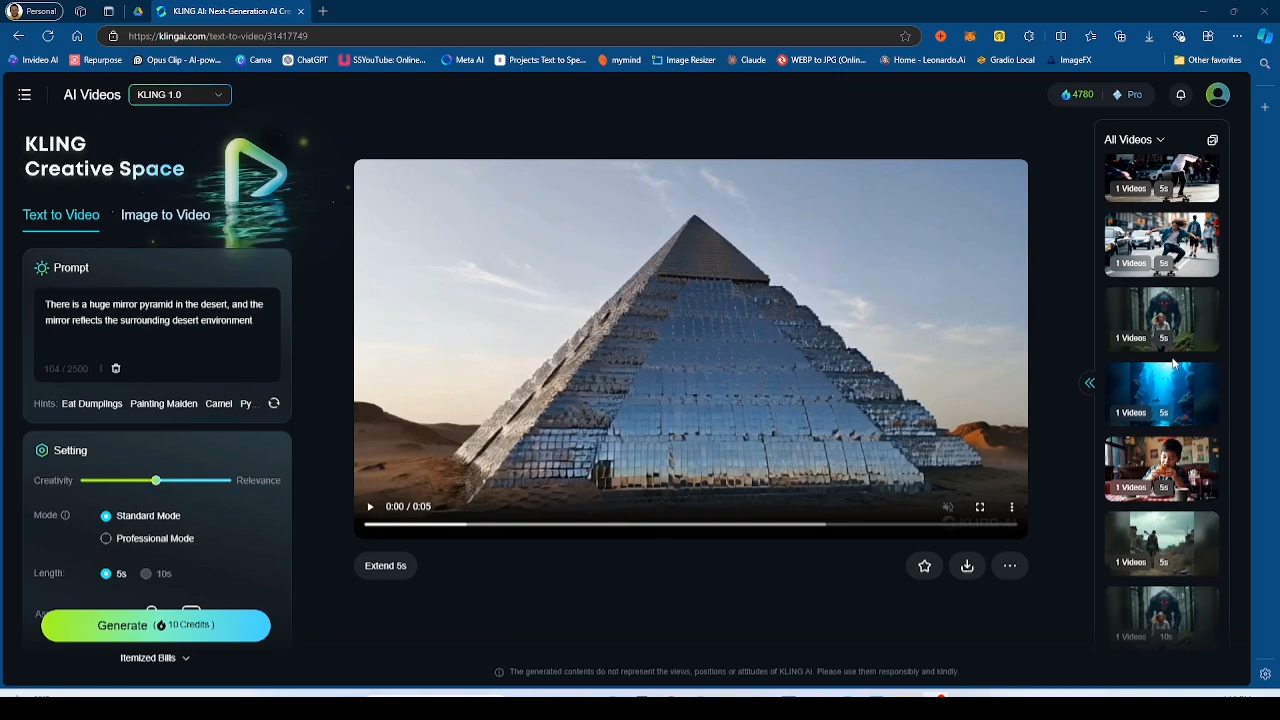 Personal
KLING AI: Next-Generation AI Cr
https://klingai.com/text-to-video/31417749
Invideo AI
Repurpose
Opus Clip - AI-pow...
Canva
ChatGPT
SSYouTube: Online...
Meta AI
Projects: Text to Spe...
mymind
Image Resizer
Claude
WEBP to JPG (Onlin...
Home - Leonardo.Ai
Gradio Local
ImageFX
Other favorites
AI Videos
KLING 1.0
4780
Pro
KLING
Creative Space
Text to Video
Image to Video
Prompt
There is a huge mirror pyramid in the desert, and the
mirror reflects the surrounding desert environment
104 / 2500
Hints: Eat Dumplings Painting Maiden Camel Py...
Setting
Creativity
Relevance
Mode
Standard Mode
Professional Mode
Length:
5s
10s
Generate ( 10 Credits )
Itemized Bills
0:00 / 0:05
KLING AI
Extend 5s
The generated contents do not represent the views, positions or attitudes of KLING AI. Please use them responsibly and kindly.
All Videos
1 Videos 5s
1 Videos 5s
1 Videos 5s
1 Videos 5s
1 Videos 5s
1 Videos 5s
1 Videos 10s